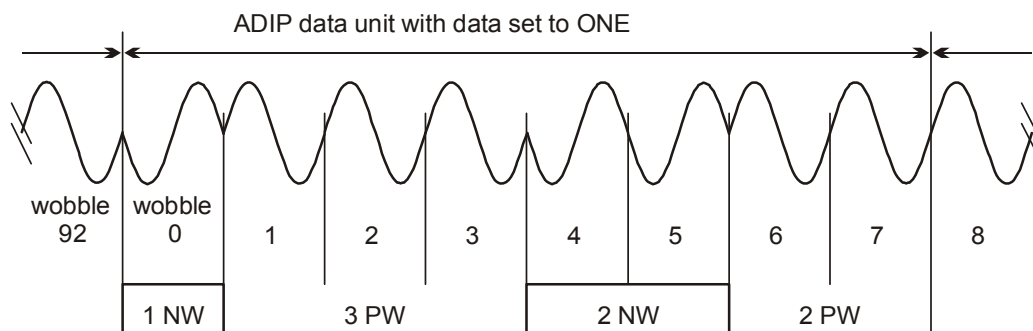 ADIP data unit with data set to ONE
wobble wobble
92 0 1 2 3 4 5 6 7 8
1 NW 3 PW 2 NW 2 PW